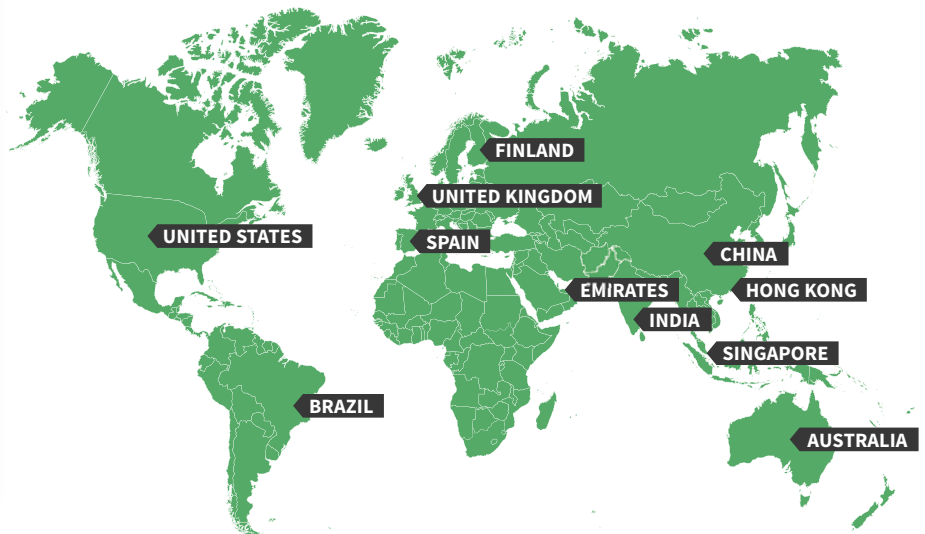 FINLAND
UNITED KINGDOM
UNITED STATES
SPAIN
CHINA
EMIRATES
HONG KONG
INDIA
SINGAPORE
BRAZIL
AUSTRALIA